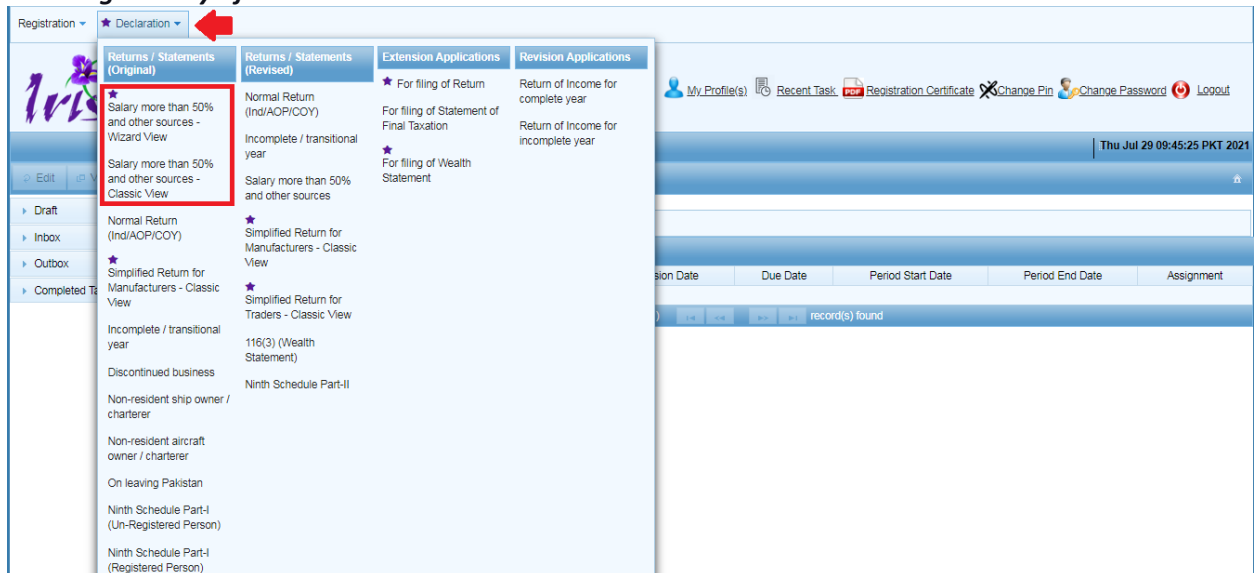 Registration
Declaration
Returns / Statements
(Original)
Salary more than 50%
and other sources -
Wizard View
Salary more than 50%
and other sources -
Classic View
Normal Return
(Ind/AOP/COY)
Simplified Return for
Manufacturers - Classic
View
Incomplete / transitional
year
Discontinued business
Non-resident ship owner /
charterer
Non-resident aircraft
owner / charterer
On leaving Pakistan
Ninth Schedule Part-I
(Un-Registered Person)
Ninth Schedule Part-I
(Registered Person)
Returns / Statements
(Revised)
Normal Return
(Ind/AOP/COY)
Incomplete / transitional
year
Salary more than 50%
and other sources
Simplified Return for
Manufacturers - Classic
View
Simplified Return for
Traders - Classic View
116(3) (Wealth
Statement)
Ninth Schedule Part-II
Extension Applications
For filing of Return
For filing of Statement of
Final Taxation
For filing of Wealth
Statement
Revision Applications
Return of Income for
complete year
Return of Income for
incomplete year
My Profile(s) Recent Task PDF Registration Certificate Change Pin Change Password Logout
Thu Jul 29 09:45:25 PKT 2021
Edit
Draft
Inbox
Outbox
Completed Ta
sion Date Due Date Period Start Date Period End Date Assignment
) record(s) found